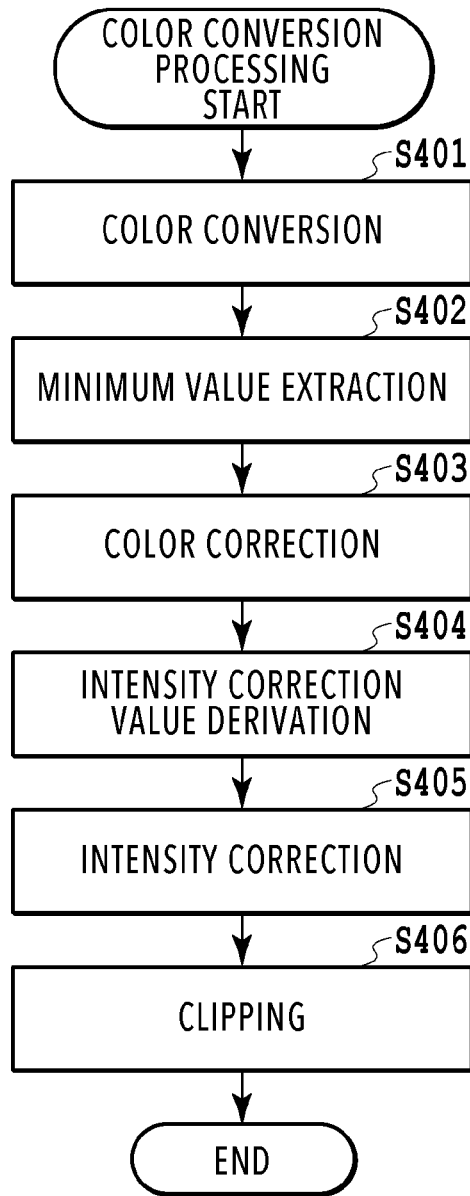 COLOR CONVERSION
PROCESSING
START
S401
COLOR CONVERSION
S402
MINIMUM VALUE EXTRACTION
S403
COLOR CORRECTION
S404
INTENSITY CORRECTION
VALUE DERIVATION
S405
INTENSITY CORRECTION
S406
CLIPPING
END